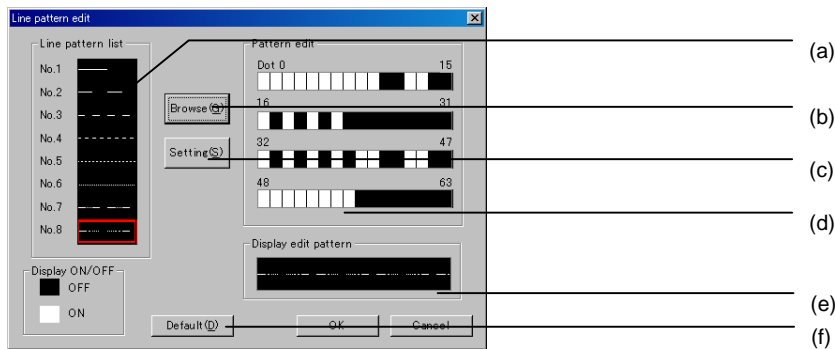 Line pattern edit
Line pattern list
No.1
No.2
No.3
No.4
No.5
No.6
No.7
No.8
Display ON/OFF
OFF
ON
Browse(G)
Setting(S)
Default(D)
Pattern edit
Dot 0 15
16 31
32 47
48 63
Display edit pattern
OK Cancel
(a)
(b)
(c)
(d)
(e)
(f)